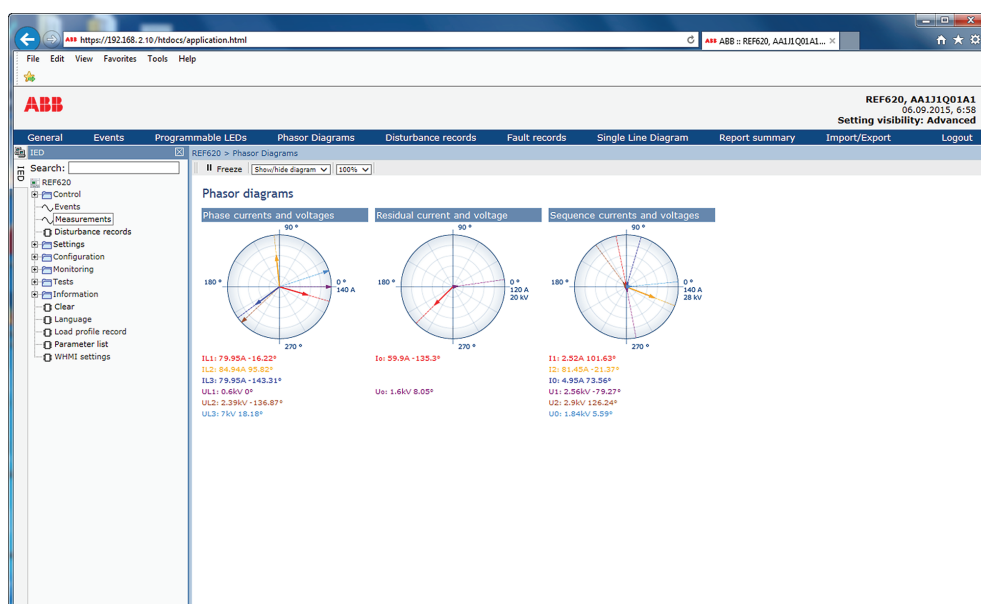 ABB https://192.168.2.10/htdocs/application.html
ABB ABB :: REF620, AA1J1Q01A1...
File Edit View Favorites Tools Help
ABB
REF620, AA1J1Q01A1
06.09.2015, 6:58
Setting visibility: Advanced
General Events Programmable LEDs Phasor Diagrams Disturbance records Fault records Single Line Diagram Report summary Import/Export Logout
IED
IED
REF620 > Phasor Diagrams
Search:
Freeze Show/hide diagram 100%
REF620
Control
Events
Measurements
Disturbance records
Settings
Configuration
Monitoring
Tests
Information
Clear
Language
Load profile record
Parameter list
WHMI settings
Phasor diagrams
Phase currents and voltages
90 °
180 °
0 °
140 A
270 °
IL1: 79.95A -16.22°
IL2: 84.94A 95.82°
IL3: 79.95A -143.31°
UL1: 0.6kV 0°
UL2: 2.39kV -136.87°
UL3: 7kV 18.18°
Residual current and voltage
90 °
180 °
0 °
120 A
20 kV
270 °
Io: 59.9A -135.3°
Uo: 1.6kV 8.05°
Sequence currents and voltages
90 °
180 °
0 °
140 A
28 kV
270 °
I1: 2.52A 101.63°
I2: 81.45A -21.37°
I0: 4.95A 73.56°
U1: 2.56kV -79.27°
U2: 2.9kV 126.24°
U0: 1.84kV 5.59°